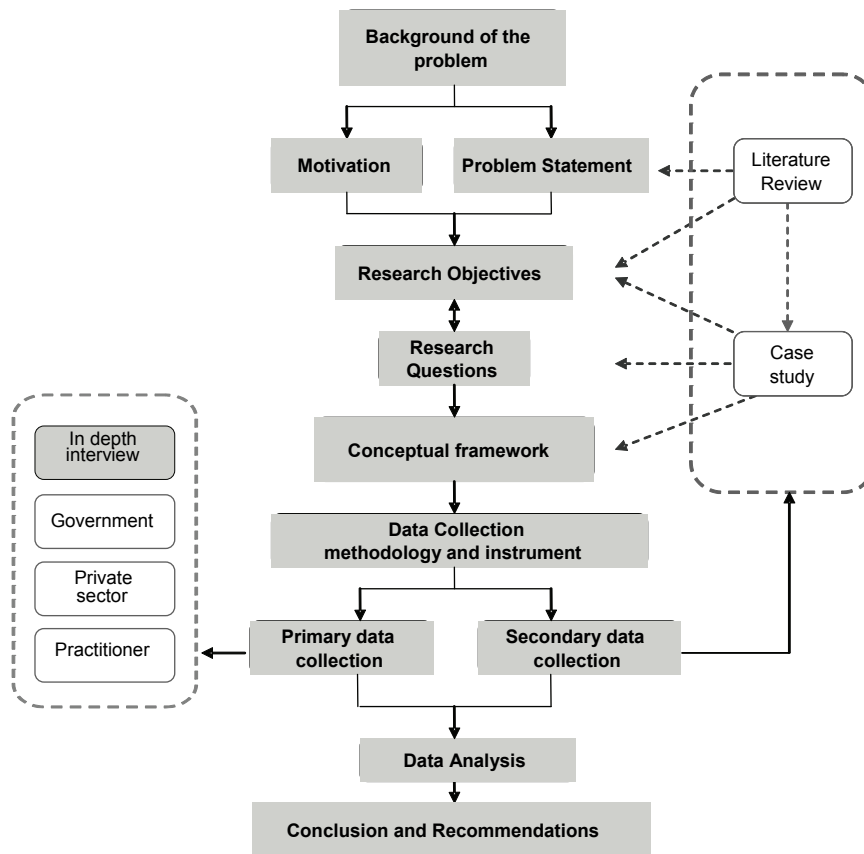 Background of the
problem
Motivation
Problem Statement
Literature
Review
Research Objectives
Research
Questions
Case
study
In depth
interview
Conceptual framework
Government
Data Collection
methodology and instrument
Private
sector
Practitioner
Primary data
collection
Secondary data
collection
Data Analysis
Conclusion and Recommendations